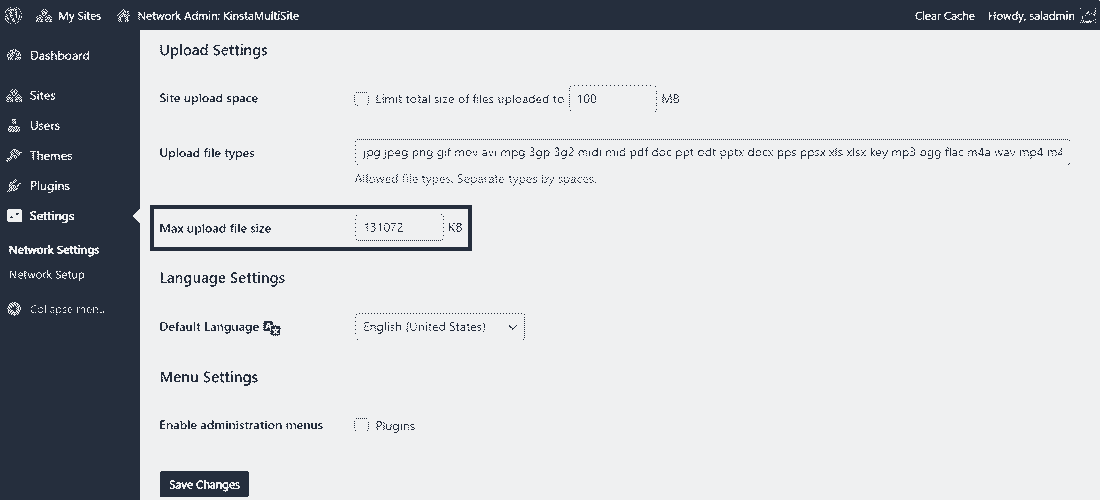 My Sites Network Admin: KinstaMultiSite Clear Cache Howdy, saladmin
Dashboard
Sites
Users
Themes
Plugins
Settings
Network Settings
Network Setup
Collapse menu
Upload Settings
Site upload space Limit total size of files uploaded to 100 MB
Upload file types jpg jpeg png gif mov avi mpg 3gp 3g2 midi mid pdf doc ppt odt pptx docx pps ppsx xls xlsx key mp3 ogg flac m4a wav mp4 m4
Allowed file types. Separate types by spaces.
Max upload file size 131072 KB
Language Settings
Default Language English (United States)
Menu Settings
Enable administration menus Plugins
Save Changes